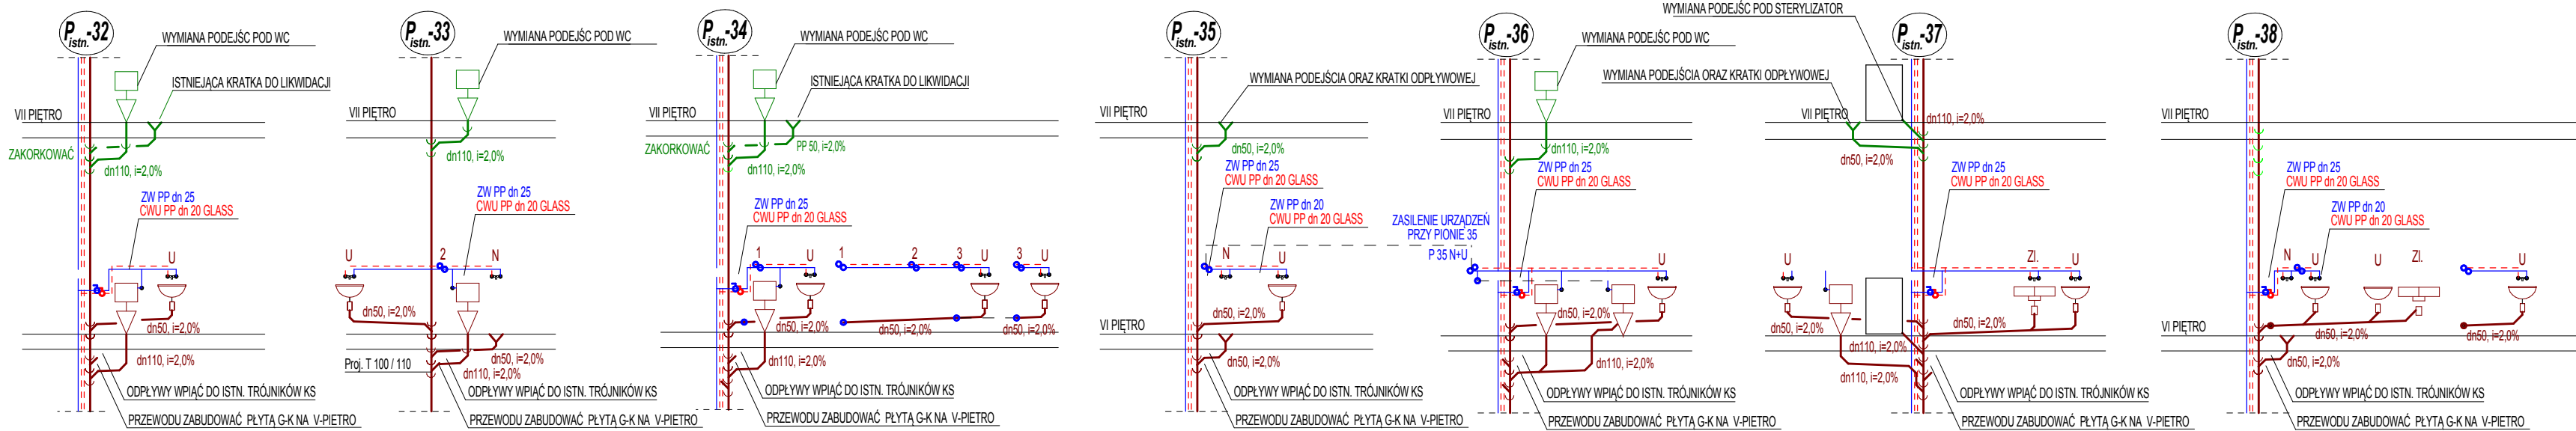 P istn.-32
WYMIANA PODEJŚC POD WC
ISTNIEJĄCA KRATKA DO LIKWIDACJI
VII PIĘTRO
ZAKORKOWAĆ
dn110, i=2,0%
ZW PP dn 25
CWU PP dn 20 GLASS
U
dn50, i=2,0%
dn110, i=2,0%
ODPŁYWY WPIĄĆ DO ISTN. TRÓJNIKÓW KS
PRZEWODU ZABUDOWAĆ PŁYTĄ G-K NA V-PIETRO
P istn.-33
WYMIANA PODEJŚC POD WC
VII PIĘTRO
dn110, i=2,0%
ZW PP dn 25
CWU PP dn 20 GLASS
U
2
N
dn50, i=2,0%
dn50, i=2,0%
Proj. T 100 / 110
dn110, i=2,0%
ODPŁYWY WPIĄĆ DO ISTN. TRÓJNIKÓW KS
PRZEWODU ZABUDOWAĆ PŁYTĄ G-K NA V-PIETRO
P istn.-34
WYMIANA PODEJŚC POD WC
ISTNIEJĄCA KRATKA DO LIKWIDACJI
VII PIĘTRO
ZAKORKOWAĆ
PP 50, i=2,0%
dn110, i=2,0%
ZW PP dn 25
CWU PP dn 20 GLASS
1
U
1
2
3
U
3
U
dn50, i=2,0%
dn50, i=2,0%
dn50, i=2,0%
dn110, i=2,0%
ODPŁYWY WPIĄĆ DO ISTN. TRÓJNIKÓW KS
PRZEWODU ZABUDOWAĆ PŁYTĄ G-K NA V-PIETRO
P istn.-35
WYMIANA PODEJŚCIA ORAZ KRATKI ODPŁYWOWEJ
VII PIĘTRO
dn50, i=2,0%
ZW PP dn 25
CWU PP dn 20 GLASS
ZW PP dn 20
CWU PP dn 20 GLASS
N
U
dn50, i=2,0%
VI PIĘTRO
dn50, i=2,0%
ODPŁYWY WPIĄĆ DO ISTN. TRÓJNIKÓW KS
PRZEWODU ZABUDOWAĆ PŁYTĄ G-K NA V-PIETRO
P istn.-36
WYMIANA PODEJŚC POD WC
VII PIĘTRO
dn110, i=2,0%
ZW PP dn 25
CWU PP dn 20 GLASS
ZASILENIE URZĄDZEŃ
PRZY PIONIE 35
P 35 N+U
U
dn50, i=2,0%
dn110, i=2,0%
ODPŁYWY WPIĄĆ DO ISTN. TRÓJNIKÓW KS
PRZEWODU ZABUDOWAĆ PŁYTĄ G-K NA V-PIETRO
WYMIANA PODEJŚC POD STERYLIZATOR
P istn.-37
WYMIANA PODEJŚCIA ORAZ KRATKI ODPŁYWOWEJ
VII PIĘTRO
dn110, i=2,0%
dn50, i=2,0%
ZW PP dn 25
CWU PP dn 20 GLASS
U
Zl.
U
dn50, i=2,0%
dn50, i=2,0%
dn110, i=2,0%
dn110, i=2,0%
ODPŁYWY WPIĄĆ DO ISTN. TRÓJNIKÓW KS
PRZEWODU ZABUDOWAĆ PŁYTĄ G-K NA V-PIETRO
P istn.-38
VII PIĘTRO
ZW PP dn 25
CWU PP dn 20 GLASS
ZW PP dn 20
CWU PP dn 20 GLASS
N
U
U
Zl.
U
VI PIĘTRO
dn50, i=2,0%
dn50, i=2,0%
dn50, i=2,0%
ODPŁYWY WPIĄĆ DO ISTN. TRÓJNIKÓW KS
PRZEWODU ZABUDOWAĆ PŁYTĄ G-K NA V-PIETRO